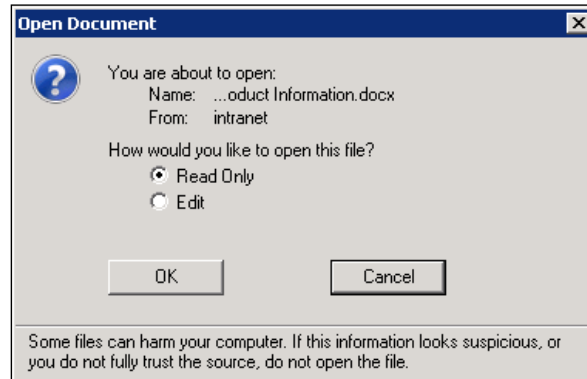 Open Document
You are about to open:
Name: ...oduct Information.docx
From: intranet
How would you like to open this file?
Read Only
Edit
OK Cancel
Some files can harm your computer. If this information looks suspicious, or
you do not fully trust the source, do not open the file.